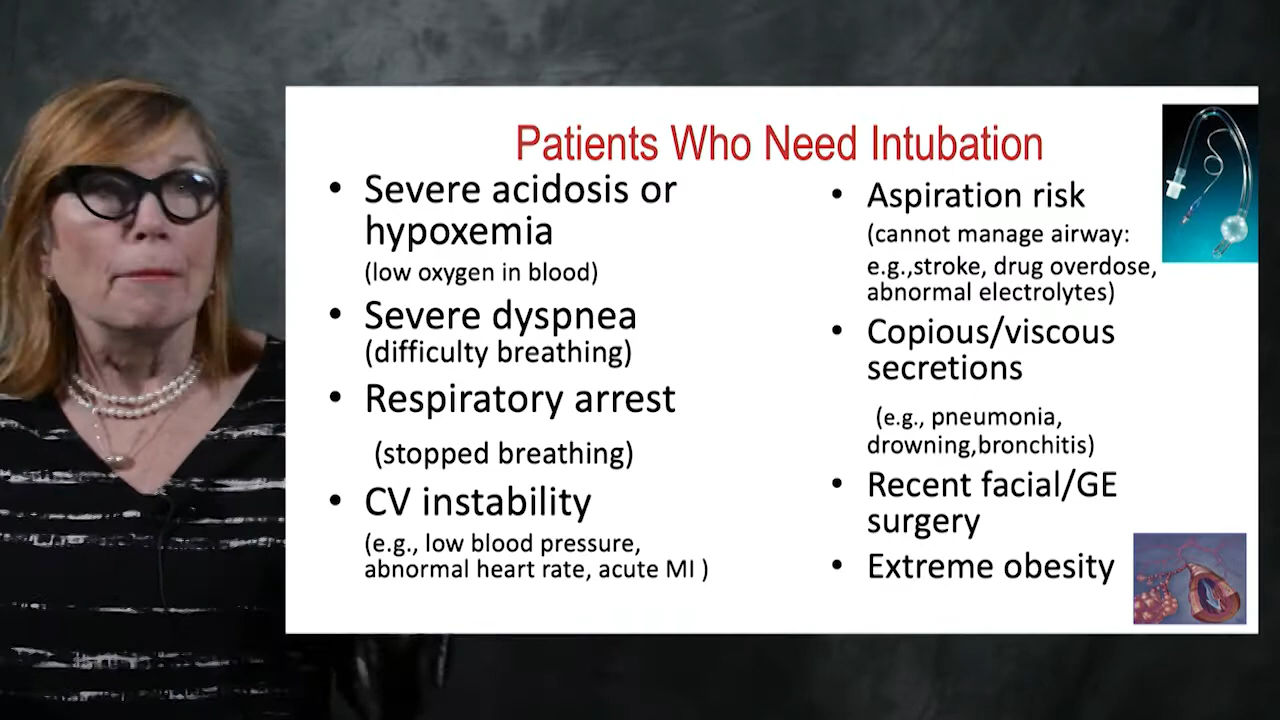 Patients Who Need Intubation
• Severe acidosis or
hypoxemia
(low oxygen in blood)
• Severe dyspnea
(difficulty breathing)
• Respiratory arrest
(stopped breathing)
• CV instability
(e.g., low blood pressure,
abnormal heart rate, acute MI )
• Aspiration risk
(cannot manage airway:
e.g.,stroke, drug overdose,
abnormal electrolytes)
• Copious/viscous
secretions
(e.g., pneumonia,
drowning,bronchitis)
• Recent facial/GE
surgery
• Extreme obesity